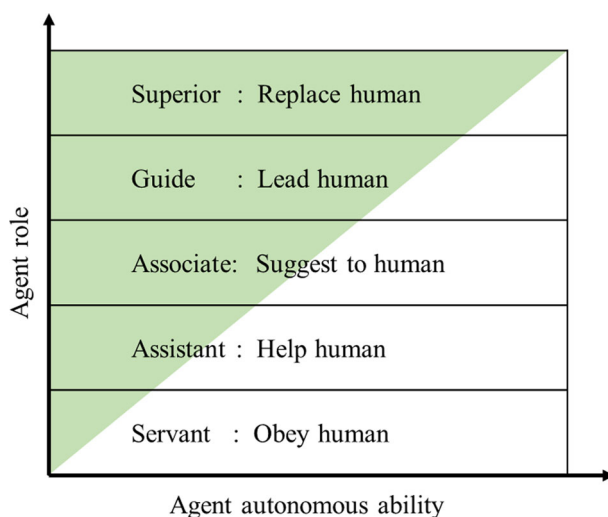 Superior : Replace human
Guide : Lead human
Associate: Suggest to human
Assistant : Help human
Servant : Obey human
Agent role
Agent autonomous ability